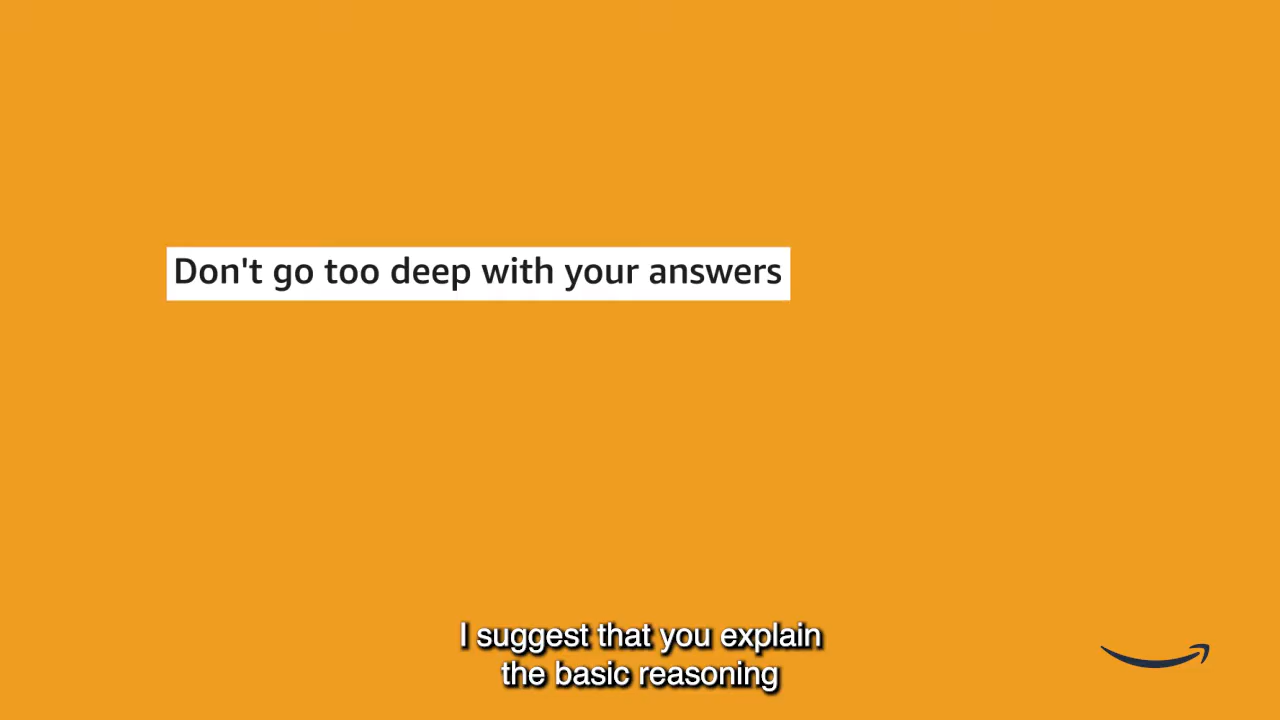 Don't go too deep with your answers
I suggest that you explain
the basic reasoning